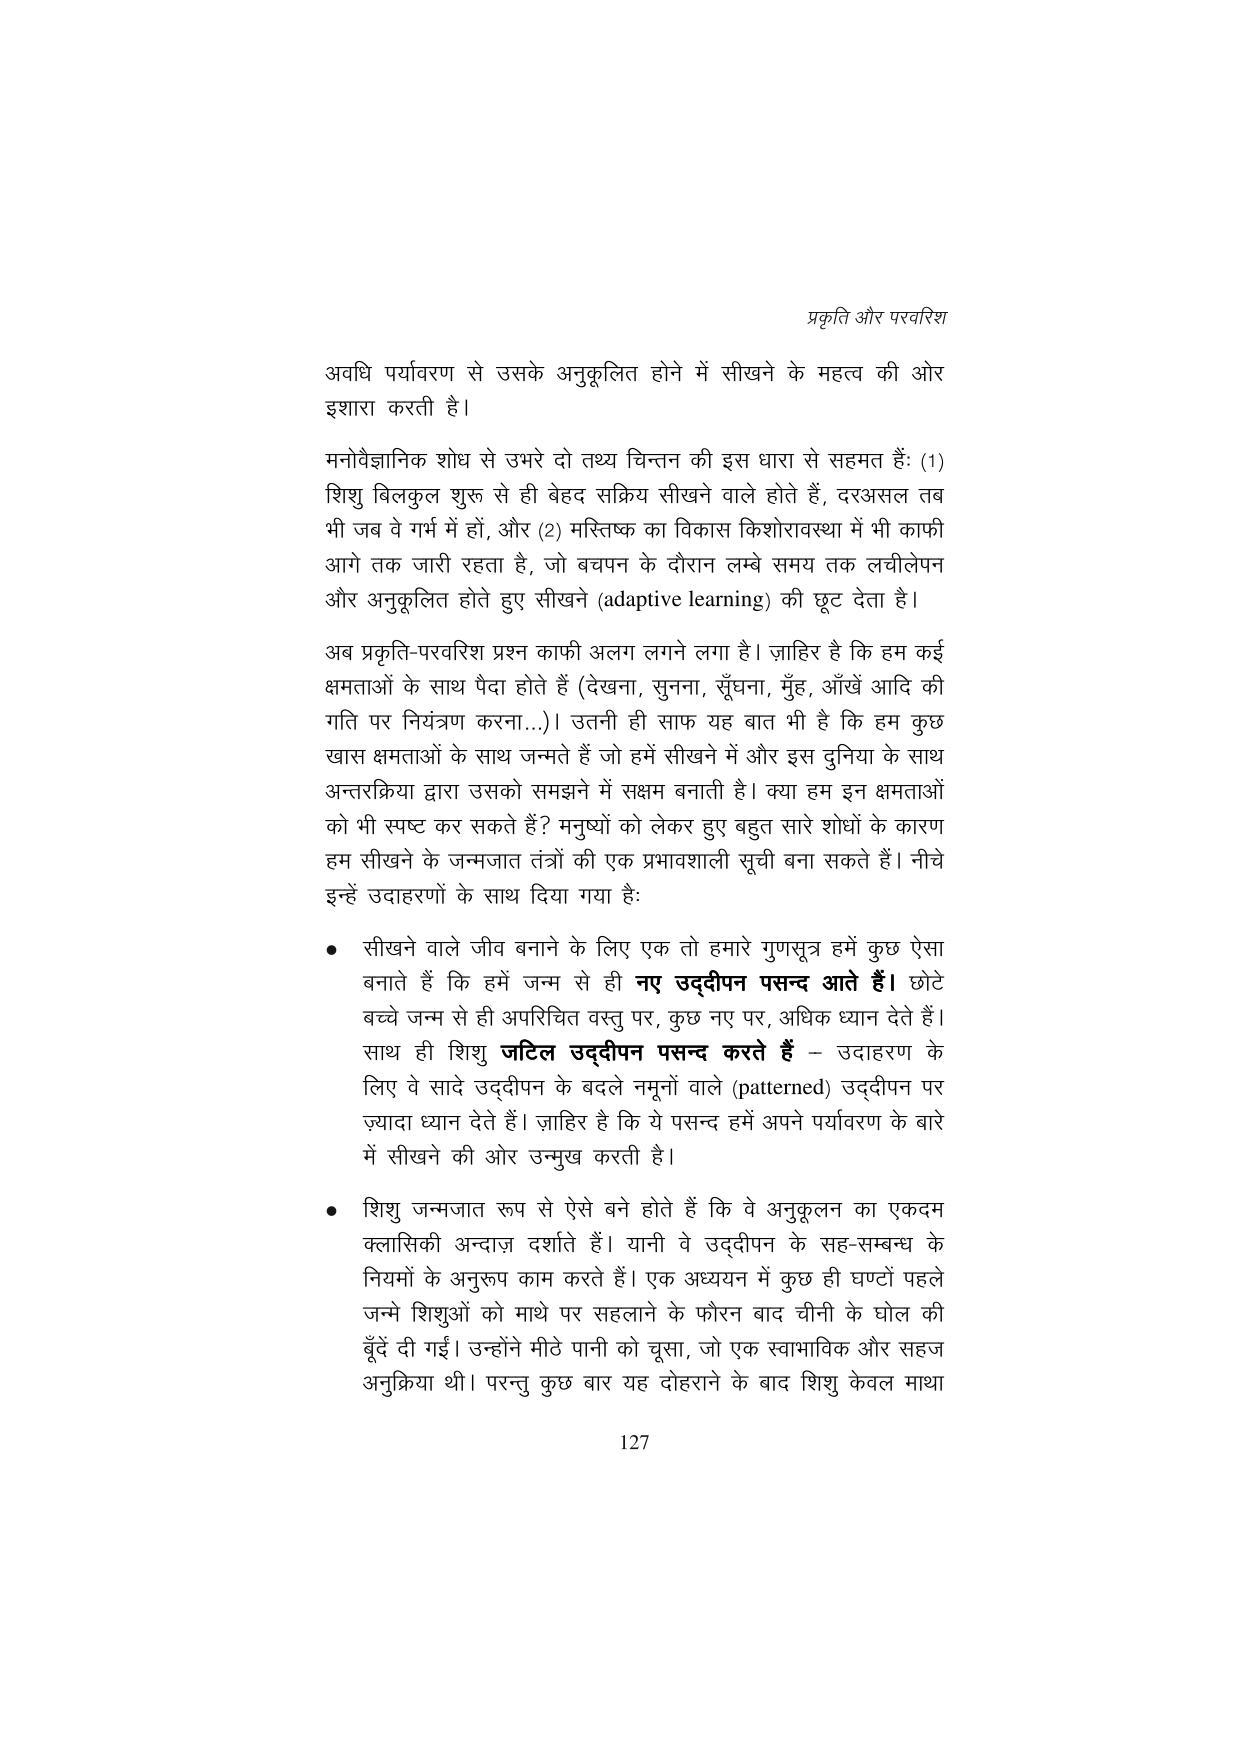 प्रकृति और परवरिश
अवधि पर्यावरण से उसके अनुकूलित होने में सीखने के महत्व की ओर
इशारा करती है।
मनोवैज्ञानिक शोध से उभरे दो तथ्य चिन्तन की इस धारा से सहमत हैंः (1)
शिशु बिलकुल शुरू से ही बेहद सक्रिय सीखने वाले होते हैं, दरअसल तब
भी जब वे गर्भ में हों, और (2) मस्तिष्क का विकास किशोरावस्था में भी काफी
आगे तक जारी रहता है, जो बचपन के दौरान लम्बे समय तक लचीलेपन
और अनुकूलित होते हुए सीखने (adaptive learning) की छूट देता है।
अब प्रकृति-परवरिश प्रश्न काफी अलग लगने लगा है। ज़ाहिर है कि हम कई
क्षमताओं के साथ पैदा होते हैं (देखना, सुनना, सूँघना, मुँह, आँखें आदि की
गति पर नियंत्रण करना...)। उतनी ही साफ यह बात भी है कि हम कुछ
खास क्षमताओं के साथ जन्मते हैं जो हमें सीखने में और इस दुनिया के साथ
अन्तरक्रिया द्वारा उसको समझने में सक्षम बनाती है। क्या हम इन क्षमताओं
को भी स्पष्ट कर सकते हैं? मनुष्यों को लेकर हुए बहुत सारे शोधों के कारण
हम सीखने के जन्मजात तंत्रों की एक प्रभावशाली सूची बना सकते हैं। नीचे
इन्हें उदाहरणों के साथ दिया गया हैः
● सीखने वाले जीव बनाने के लिए एक तो हमारे गुणसूत्र हमें कुछ ऐसा
बनाते हैं कि हमें जन्म से ही नए उद्दीपन पसन्द आते हैं। छोटे
बच्चे जन्म से ही अपरिचित वस्तु पर, कुछ नए पर, अधिक ध्यान देते हैं।
साथ ही शिशु जटिल उद्दीपन पसन्द करते हैं – उदाहरण के
लिए वे सादे उद्दीपन के बदले नमूनों वाले (patterned) उद्दीपन पर
ज़्यादा ध्यान देते हैं। ज़ाहिर है कि ये पसन्द हमें अपने पर्यावरण के बारे
में सीखने की ओर उन्मुख करती है।
● शिशु जन्मजात रूप से ऐसे बने होते हैं कि वे अनुकूलन का एकदम
क्लासिकी अन्दाज़ दर्शाते हैं। यानी वे उद्दीपन के सह-सम्बन्ध के
नियमों के अनुरूप काम करते हैं। एक अध्ययन में कुछ ही घण्टों पहले
जन्मे शिशुओं को माथे पर सहलाने के फौरन बाद चीनी के घोल की
बूँदें दी गईं। उन्होंने मीठे पानी को चूसा, जो एक स्वाभाविक और सहज
अनुक्रिया थी। परन्तु कुछ बार यह दोहराने के बाद शिशु केवल माथा
127